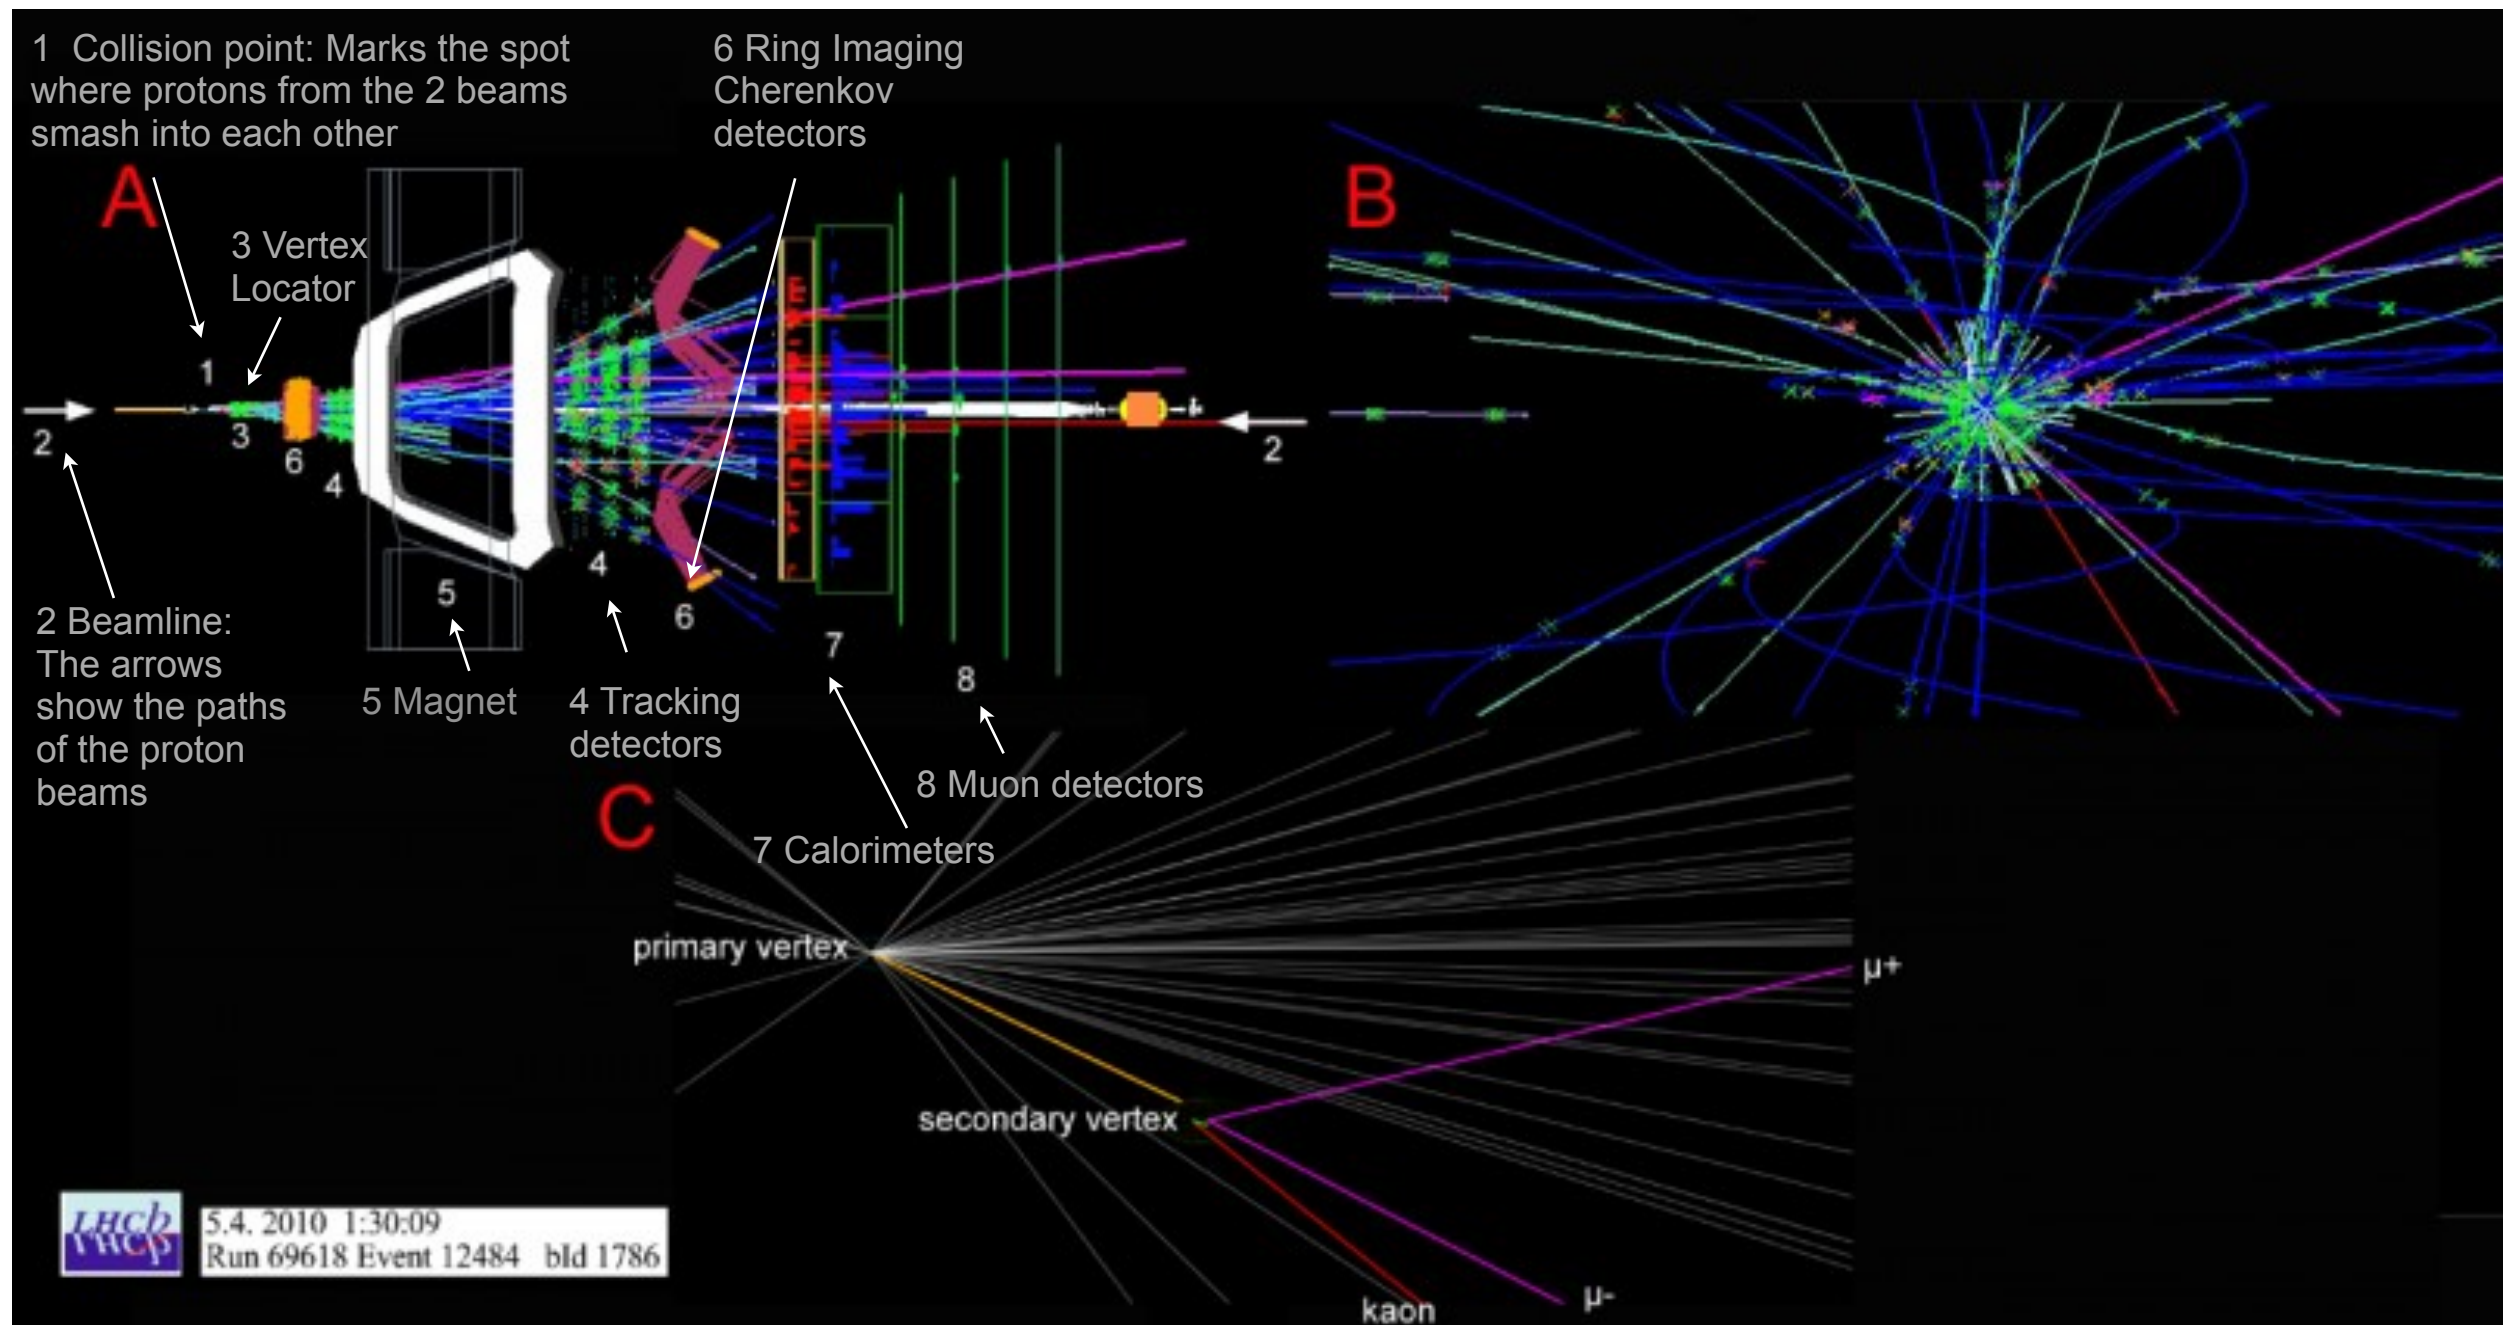 1 Collision point: Marks the spot
where protons from the 2 beams
smash into each other
6 Ring Imaging
Cherenkov
detectors
A
B
3 Vertex
Locator
1
2
3
6
4
5
4
6
7
8
2
2 Beamline:
The arrows
show the paths
of the proton
beams
5 Magnet
4 Tracking
detectors
8 Muon detectors
7 Calorimeters
C
primary vertex
secondary vertex
μ+
μ-
kaon
LHCb
LHCb
5.4. 2010 1:30:09
Run 69618 Event 12484 bId 1786